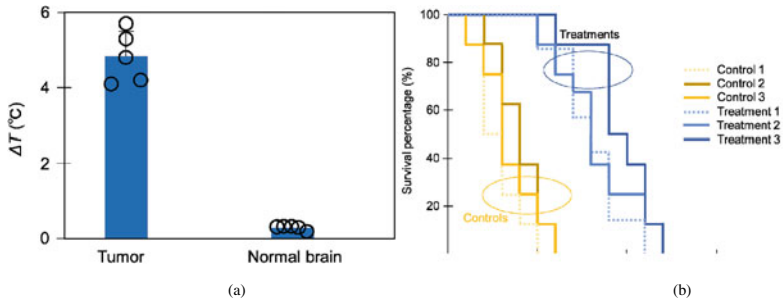 6
4
2
0
ΔT (°C)
Tumor
Normal brain
(a)
100
80
60
40
20
Survival percentage (%)
Treatments
Controls
Control 1
Control 2
Control 3
Treatment 1
Treatment 2
Treatment 3
(b)